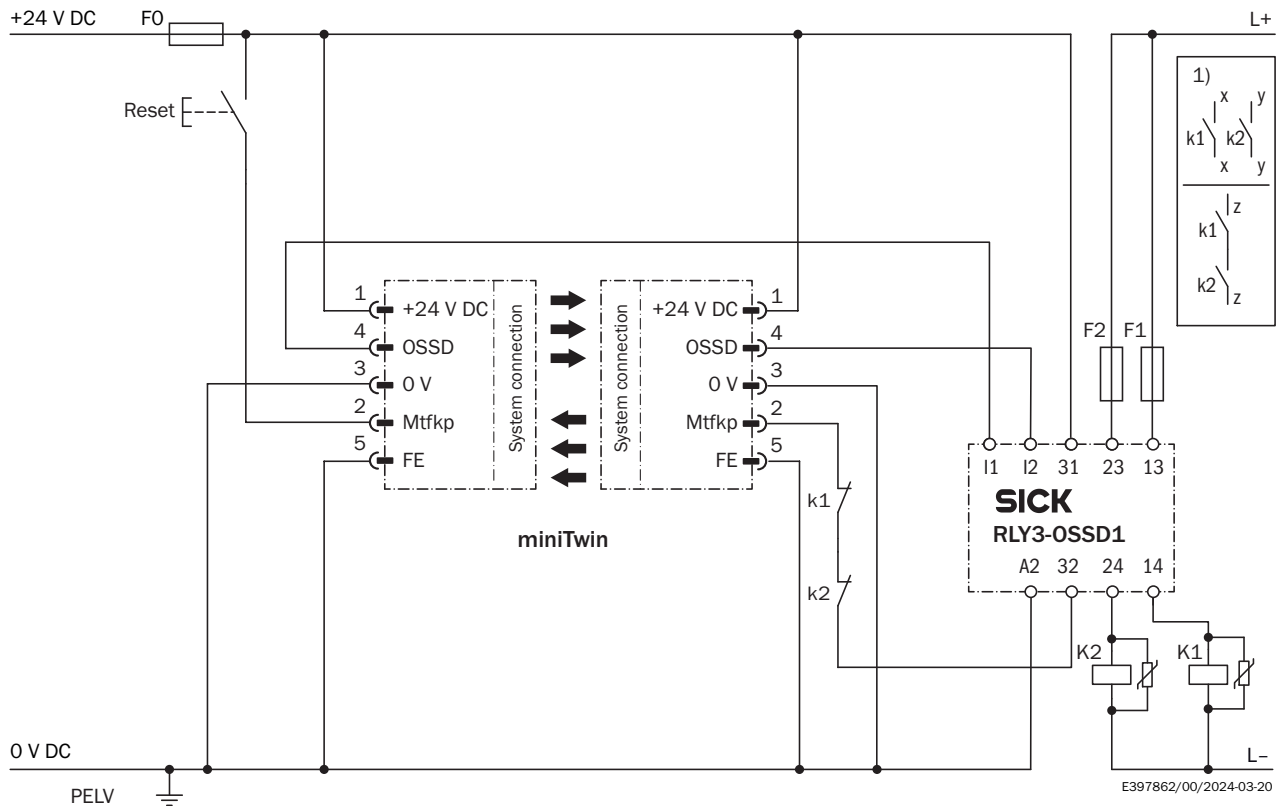 +24 V DC
F0
L+
Reset
1)
x
y
k1
k2
x
y
z
k1
k2
z
1
+24 V DC
4
OSSD
3
0 V
2
Mtfkp
5
FE
System connection
System connection
+24 V DC
1
OSSD
4
0 V
3
Mtfkp
2
FE
5
miniTwin
k1
k2
F2
F1
I1
I2
31
23
13
SICK
RLY3-OSSD1
A2
32
24
14
K2
K1
0 V DC
PELV
L–
E397862/00/2024-03-20